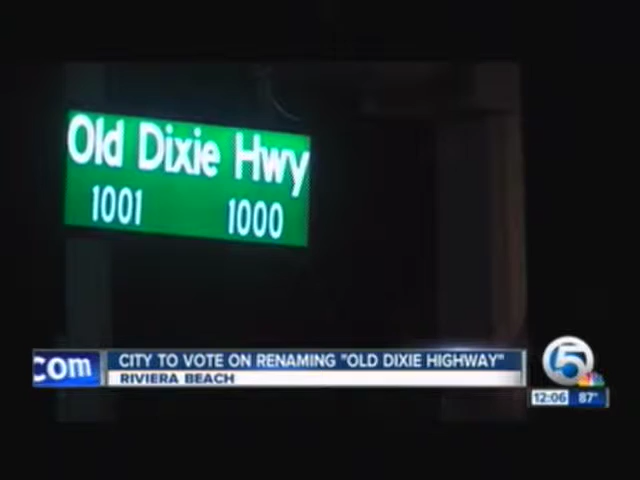 Old Dixie Hwy
1001 1000
com
CITY TO VOTE ON RENAMING "OLD DIXIE HIGHWAY"
RIVIERA BEACH
5
12:06 87°